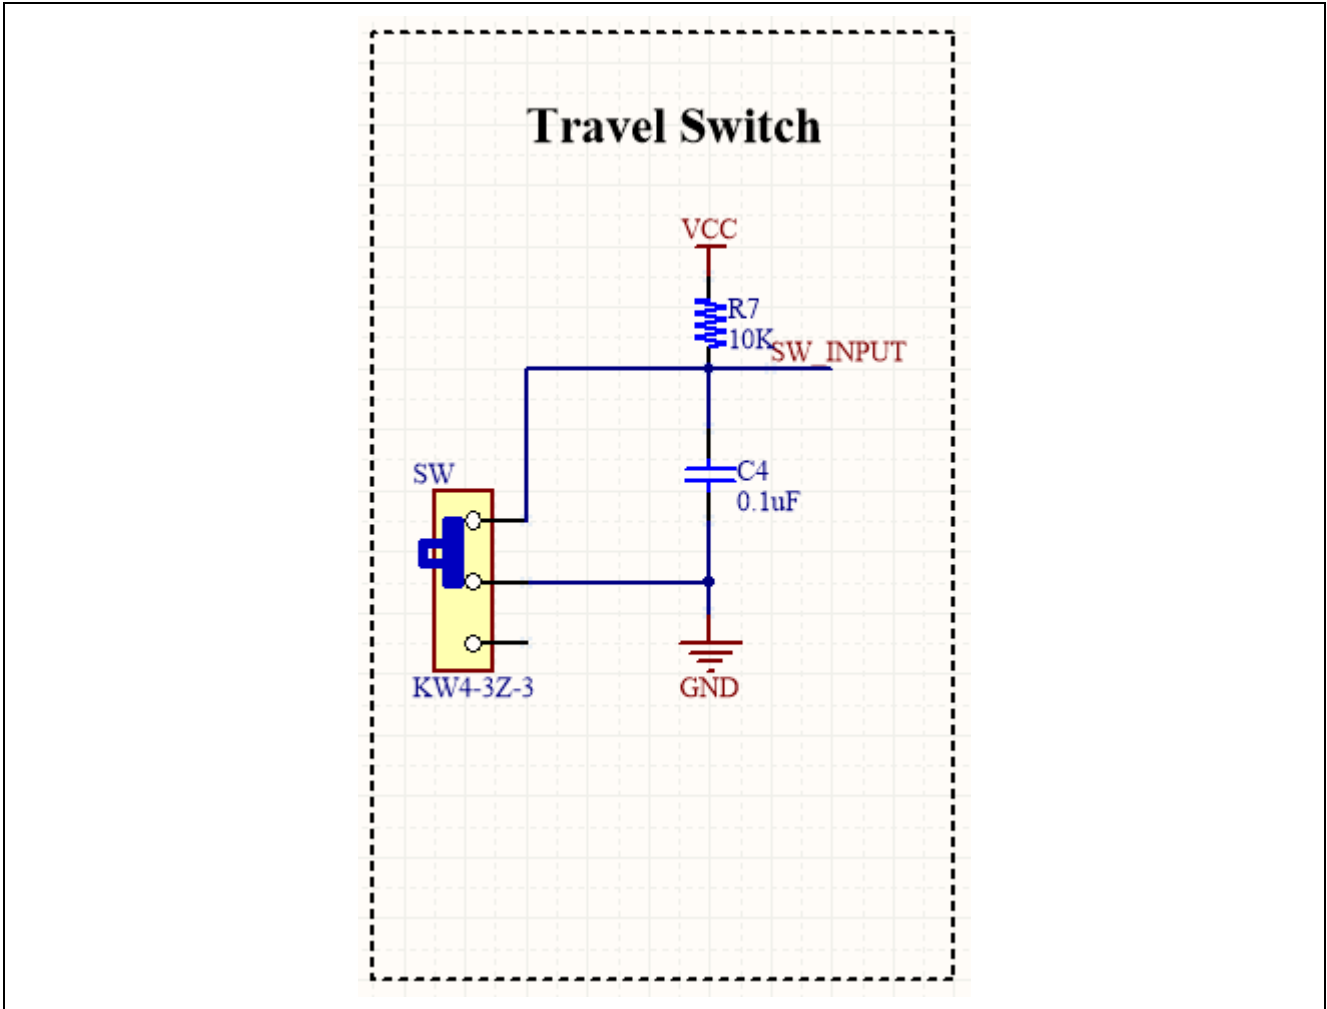 Travel Switch
VCC
R7
10K
SW_INPUT
SW
C4
0.1uF
KW4-3Z-3
GND